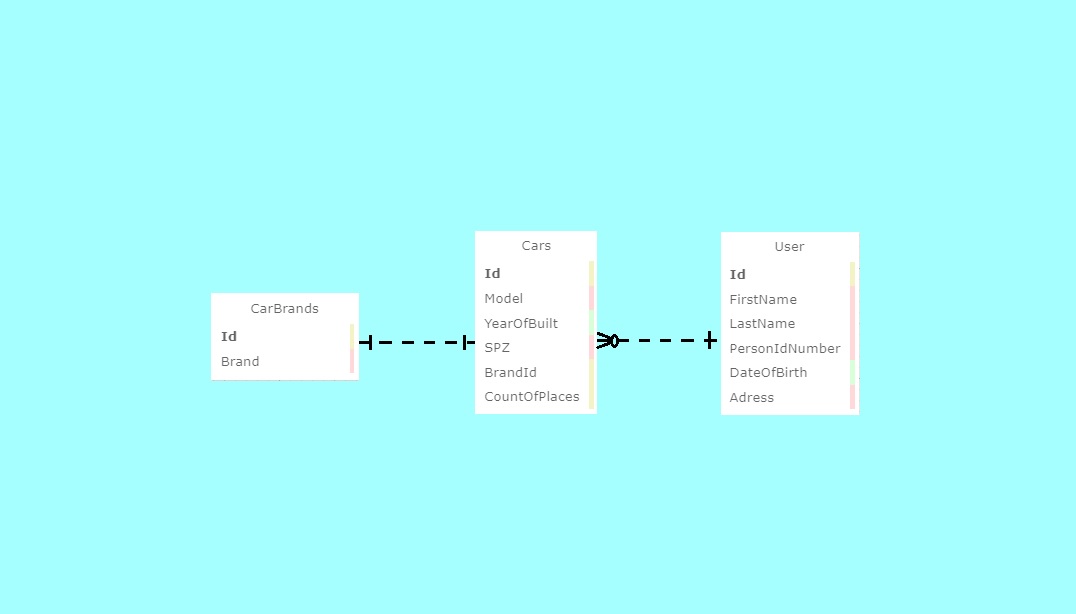 CarBrands
Id
Brand
Cars
Id
Model
YearOfBuilt
SPZ
BrandId
CountOfPlaces
User
Id
FirstName
LastName
PersonIdNumber
DateOfBirth
Adress